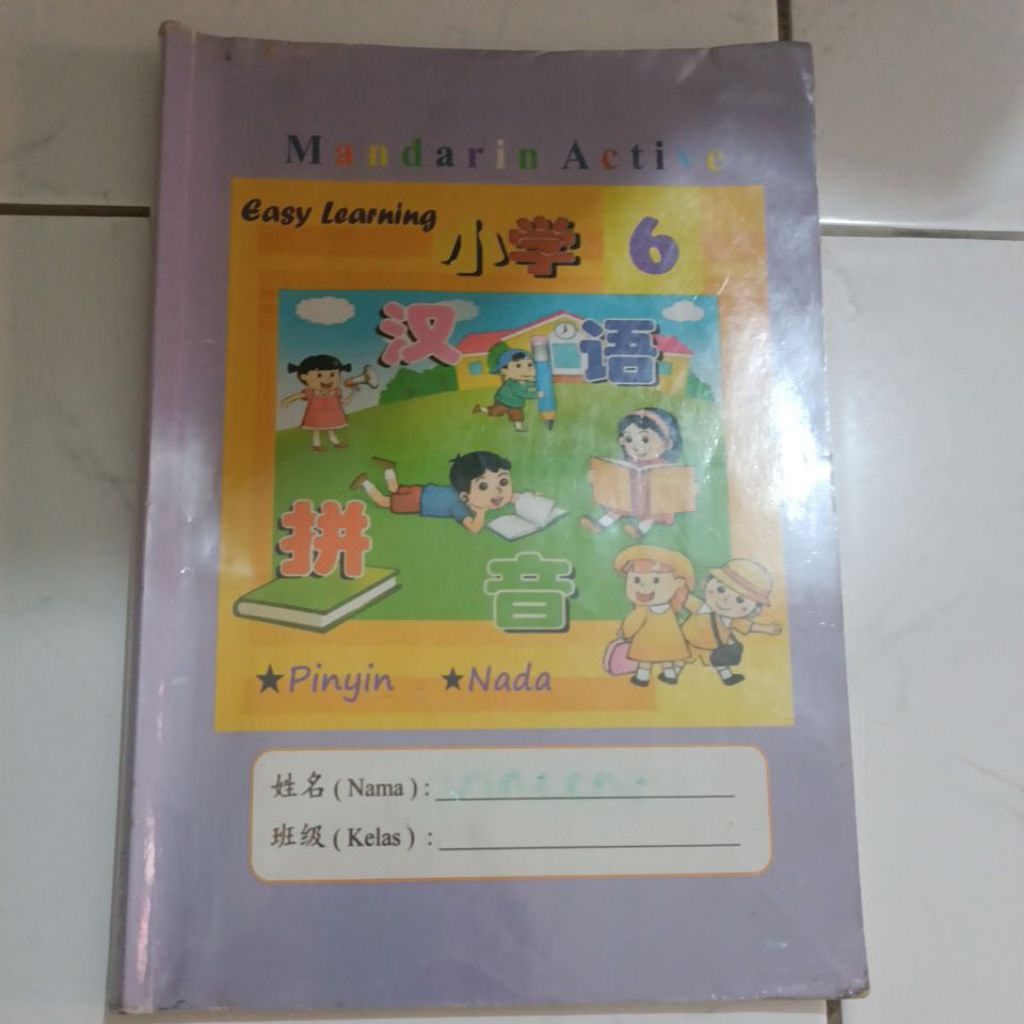 Mandarin Active
Easy Learning
小学 6
汉语
拼音
★Pinyin ★Nada
姓名 ( Nama ) :
班级 ( Kelas ) :